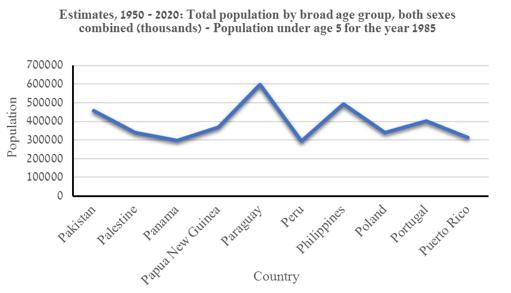 Estimates, 1950 - 2020: Total population by broad age group, both sexes
combined (thousands) - Population under age 5 for the year 1985
700000
600000
500000
400000
300000
200000
100000
0
Population
Pakistan
Palestine
Panama
Papua New Guinea
Paraguay
Peru
Philippines
Poland
Portugal
Puerto Rico
Country